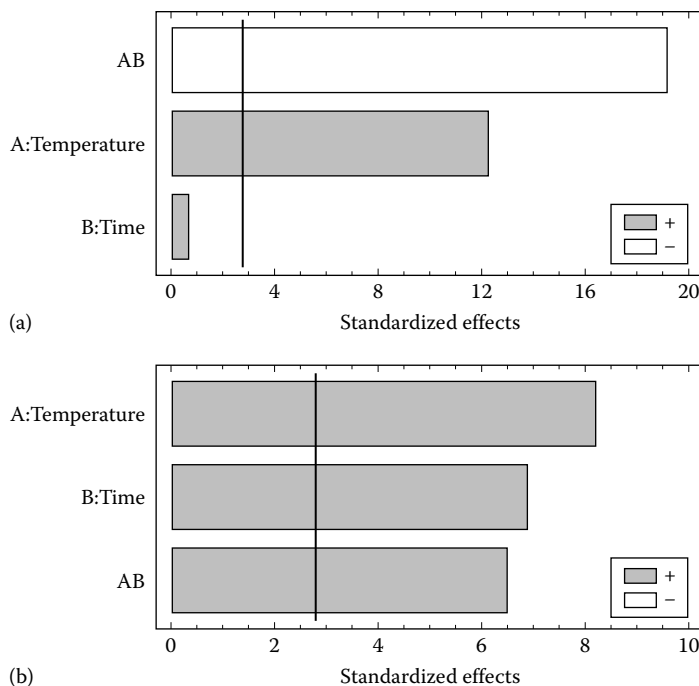 AB
A:Temperature
B:Time
+
−
0 4 8 12 16 20
(a) Standardized effects
A:Temperature
B:Time
AB
+
−
0 2 4 6 8 10
(b) Standardized effects